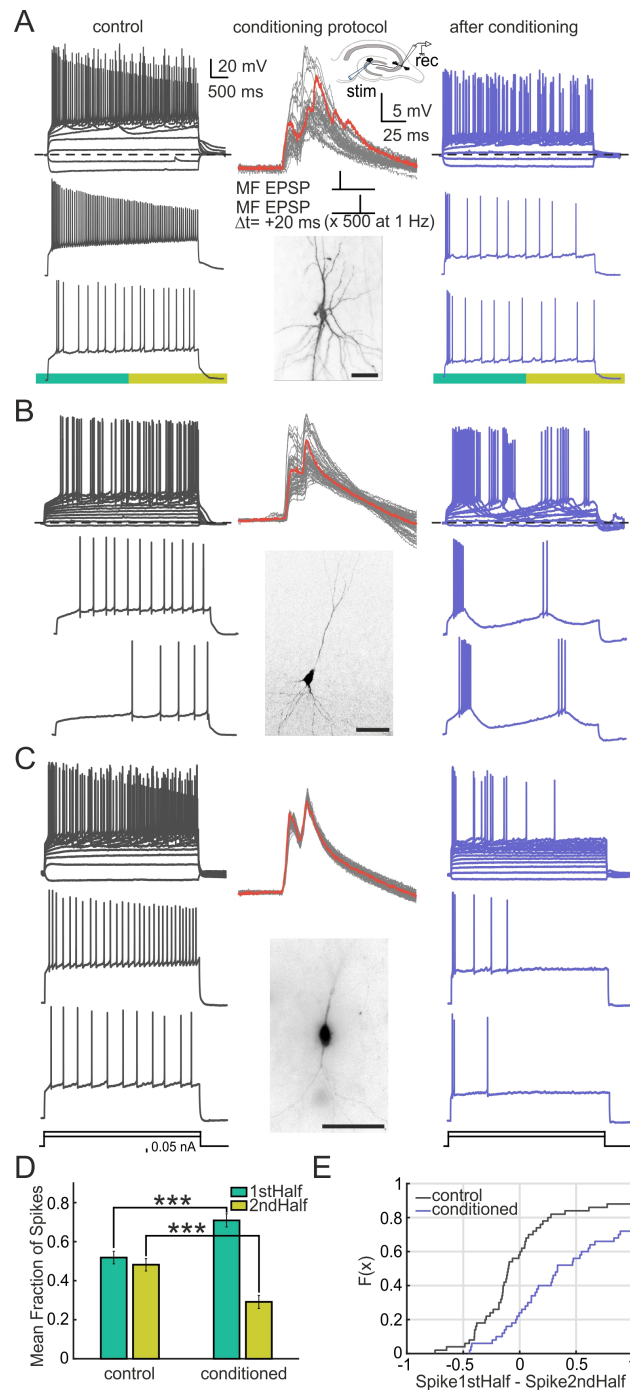 A
control
conditioning protocol
after conditioning
20 mV
500 ms
rec
stim
5 mV
25 ms
MF EPSP
MF EPSP
Δt= +20 ms (x 500 at 1 Hz)
B
C
0.05 nA
D
1stHalf
2ndHalf
***
***
Mean Fraction of Spikes
0.8
0.6
0.4
0.2
0
control
conditioned
E
control
conditioned
F(x)
1
0.8
0.6
0.4
0.2
0
-1
-0.5
0
0.5
1
Spike1stHalf - Spike2ndHalf